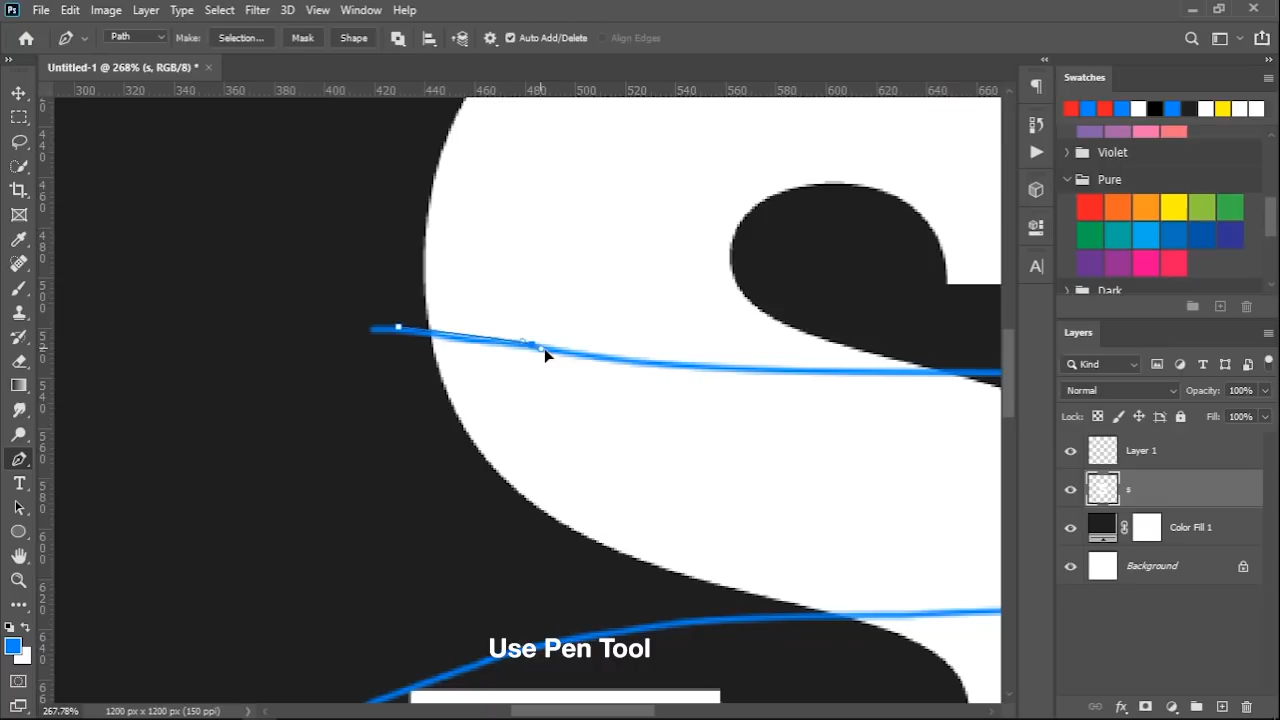 Ps File Edit Image Layer Type Select Filter 3D View Window Help
Path Make: Selection... Mask Shape Auto Add/Delete Align Edges
Untitled-1 @ 268% (s, RGB/8) * ×
300 320 340 360 380 400 420 440 460 480 500 520 540 560 580 600 620 640 660
Swatches
Violet
Pure
Dark
Layers
Kind
Normal Opacity: 100%
Lock: Fill: 100%
Layer 1
s
Color Fill 1
Background
Use Pen Tool
267.78% 1200 px x 1200 px (150 ppi)